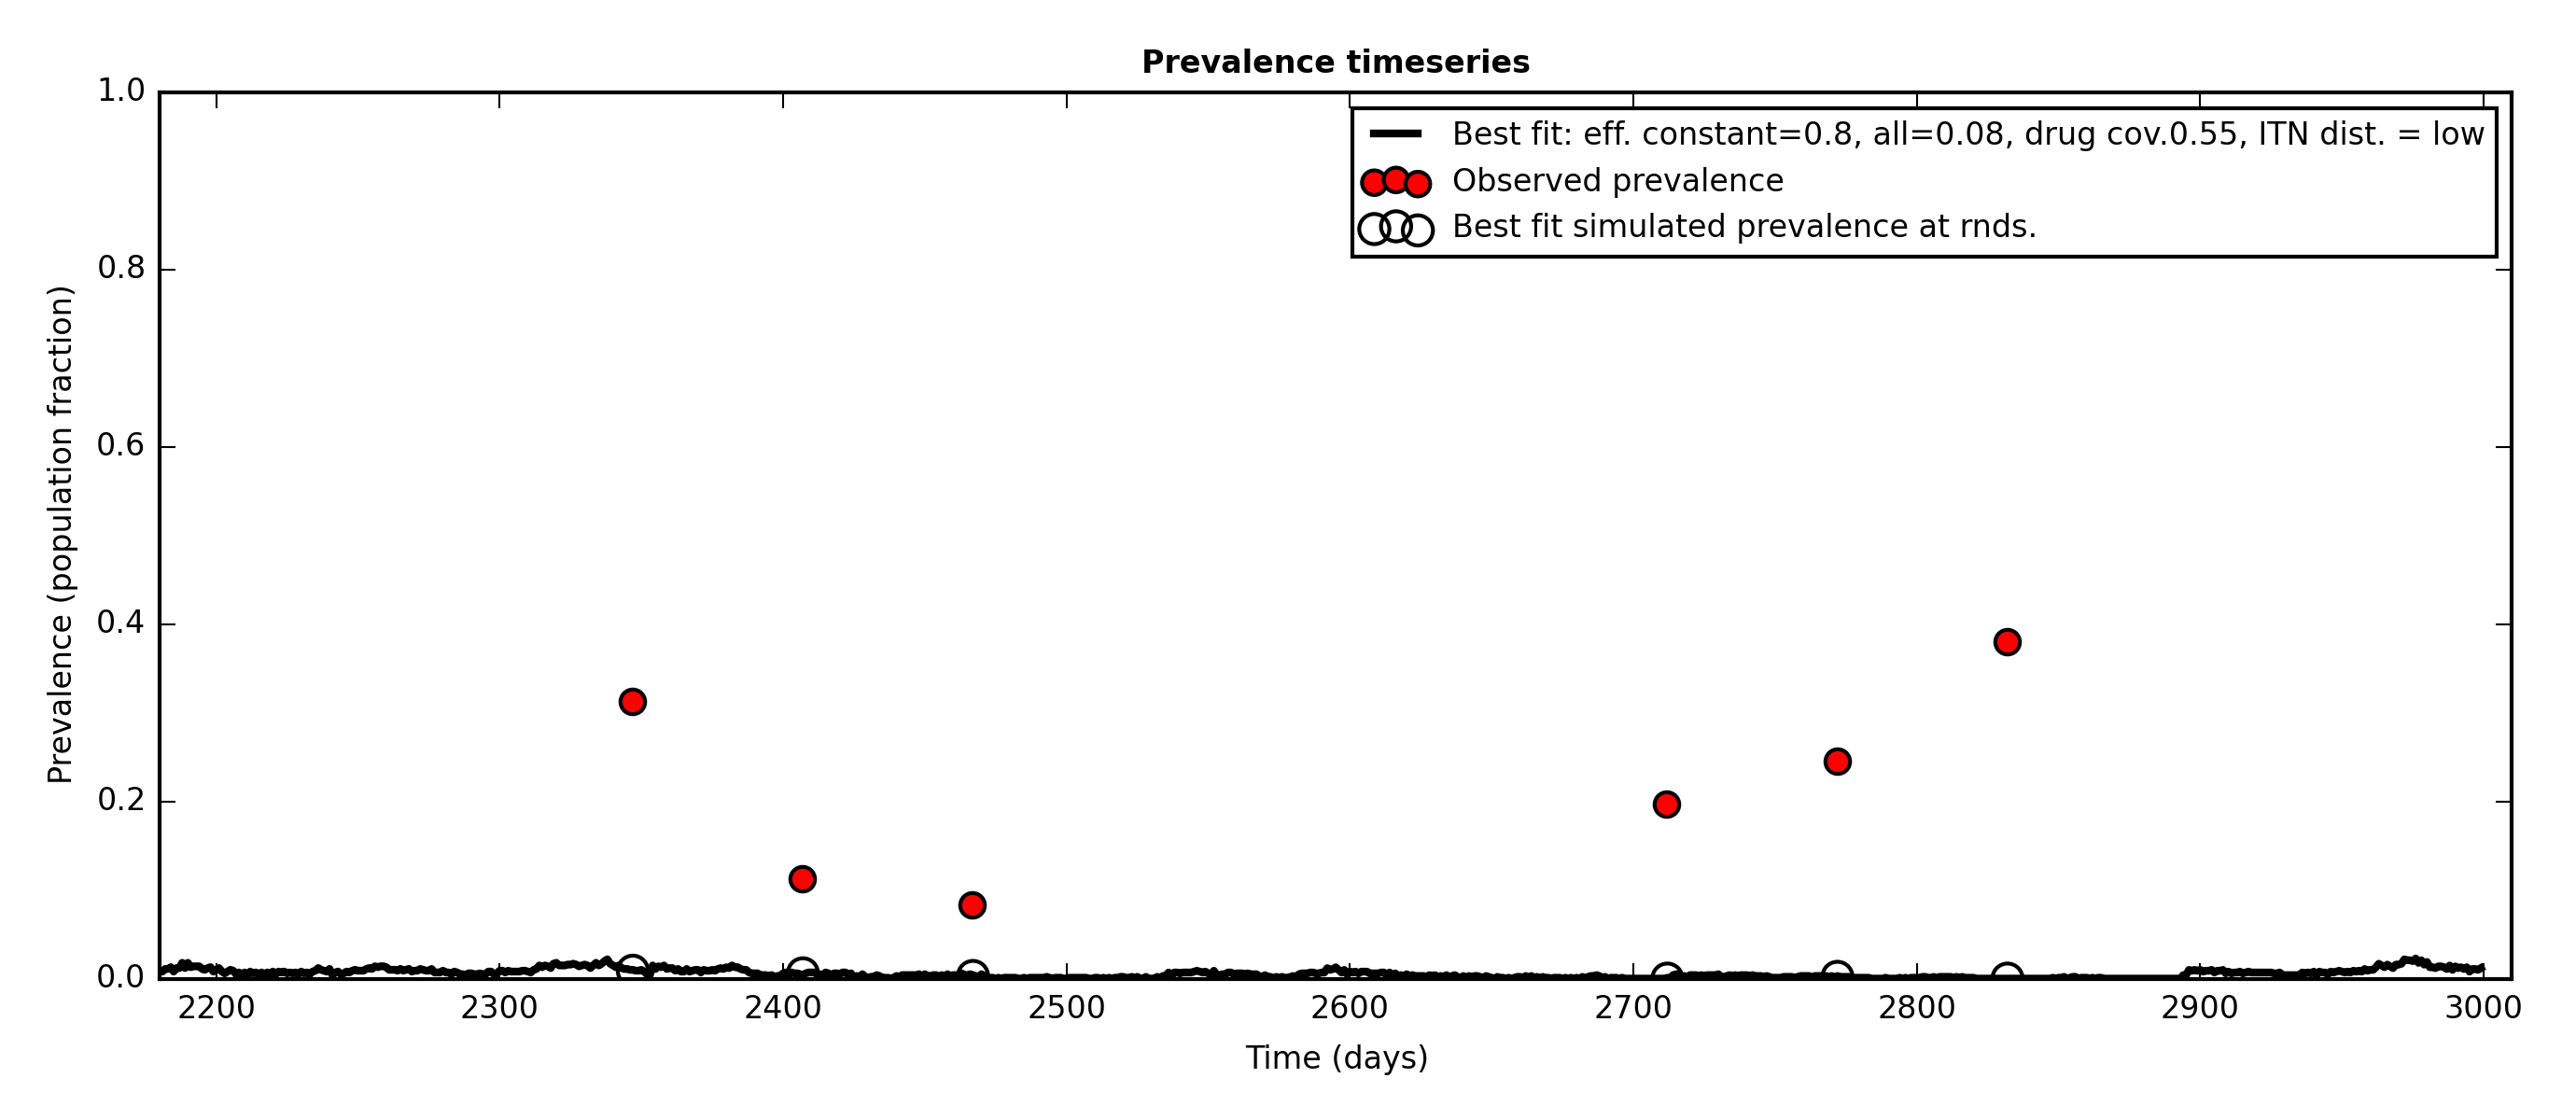 Prevalence timeseries
1.0
0.8
0.6
0.4
0.2
0.0
Prevalence (population fraction)
Best fit: eff. constant=0.8, all=0.08, drug cov.0.55, ITN dist. = low
Observed prevalence
Best fit simulated prevalence at rnds.
2200 2300 2400 2500 2600 2700 2800 2900 3000
Time (days)